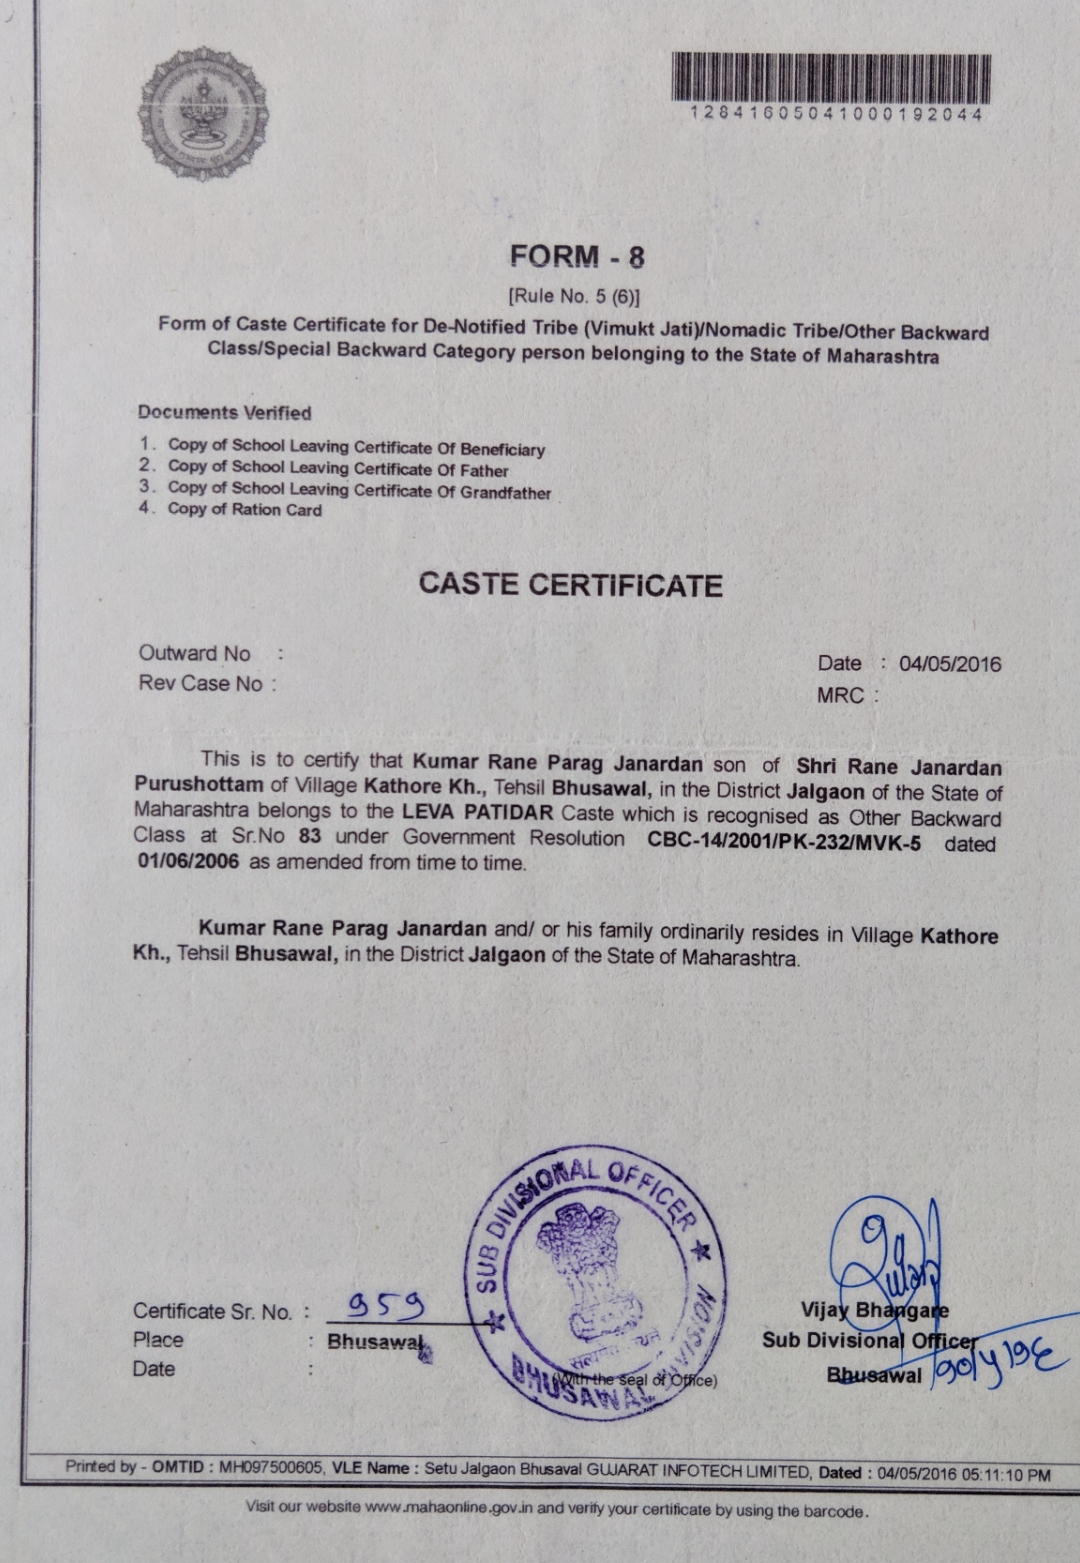 12841605041000192044
FORM - 8
[Rule No. 5 (6)]
Form of Caste Certificate for De-Notified Tribe (Vimukt Jati)/Nomadic Tribe/Other Backward
Class/Special Backward Category person belonging to the State of Maharashtra
Documents Verified
1. Copy of School Leaving Certificate Of Beneficiary
2. Copy of School Leaving Certificate Of Father
3. Copy of School Leaving Certificate Of Grandfather
4. Copy of Ration Card
CASTE CERTIFICATE
Outward No :
Rev Case No :
Date : 04/05/2016
MRC :
This is to certify that Kumar Rane Parag Janardan son of Shri Rane Janardan
Purushottam of Village Kathore Kh., Tehsil Bhusawal, in the District Jalgaon of the State of
Maharashtra belongs to the LEVA PATIDAR Caste which is recognised as Other Backward
Class at Sr.No 83 under Government Resolution CBC-14/2001/PK-232/MVK-5 dated
01/06/2006 as amended from time to time.
Kumar Rane Parag Janardan and/ or his family ordinarily resides in Village Kathore
Kh., Tehsil Bhusawal, in the District Jalgaon of the State of Maharashtra.
SUB DIVISIONAL OFFICER
BHUSAWAL DIVISION
Certificate Sr. No. : ९५९
Place : Bhusawal
Date :
(With the seal of Office)
Vijay Bhangare
Sub Divisional Officer
Bhusawal
Printed by - OMTID : MH097500605, VLE Name : Setu Jalgaon Bhusaval GUJARAT INFOTECH LIMITED, Dated : 04/05/2016 05:11:10 PM
Visit our website www.mahaonline.gov.in and verify your certificate by using the barcode.